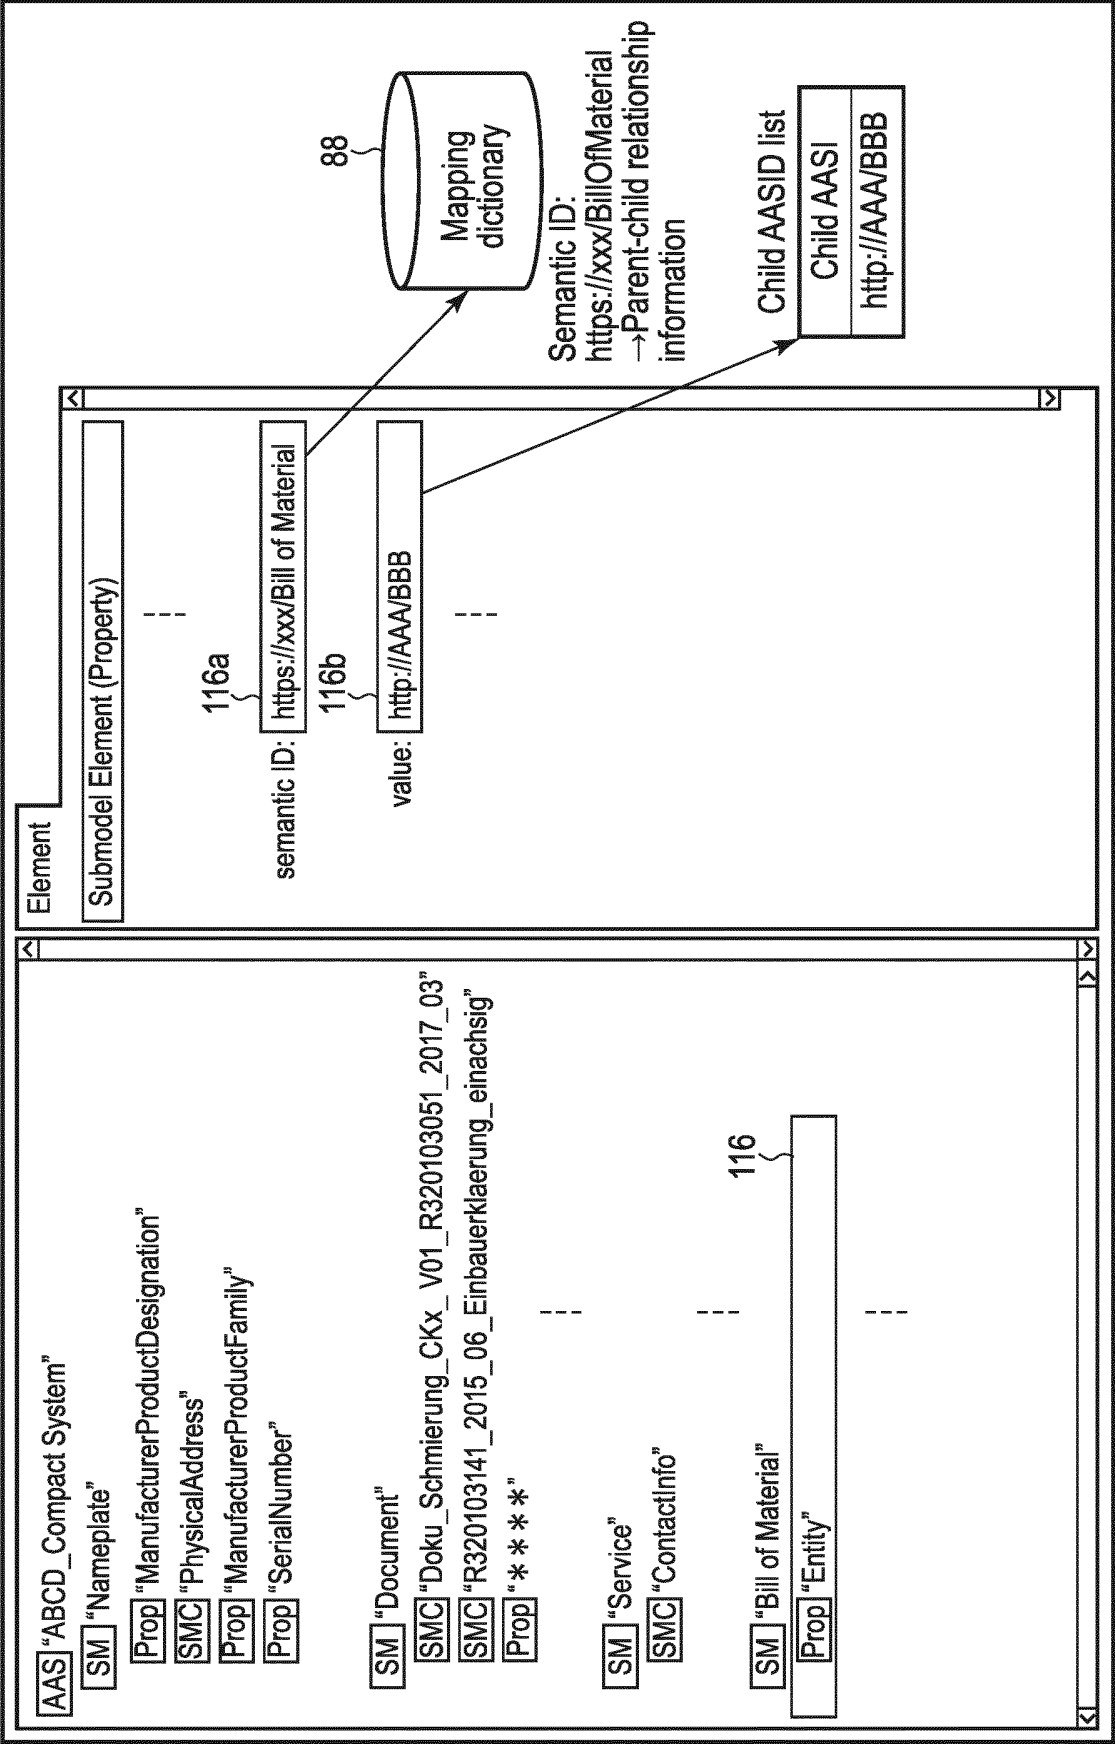 AAS "ABCD_Compact System"
SM "Nameplate"
Prop "ManufacturerProductDesignation"
SMC "PhysicalAddress"
Prop "ManufacturerProductFamily"
Prop "SerialNumber"
SM "Document"
SMC "Doku_Schmierung_CKx_ V01_R320103051_2017_03"
SMC "R320103141_2015_06_Einbauerklaerung_einachsig"
Prop "＊＊＊＊"
SM "Service"
SMC "ContactInfo"
SM "Bill of Material"
116
Prop "Entity"
Element
Submodel Element (Property)
116a
semantic ID: https://xxx/Bill of Material
116b
value: http://AAA/BBB
88
Mapping
dictionary
Semantic ID:
https://xxx/BillOfMaterial
→Parent-child relationship
information
Child AASID list
Child AASI
http://AAA/BBB